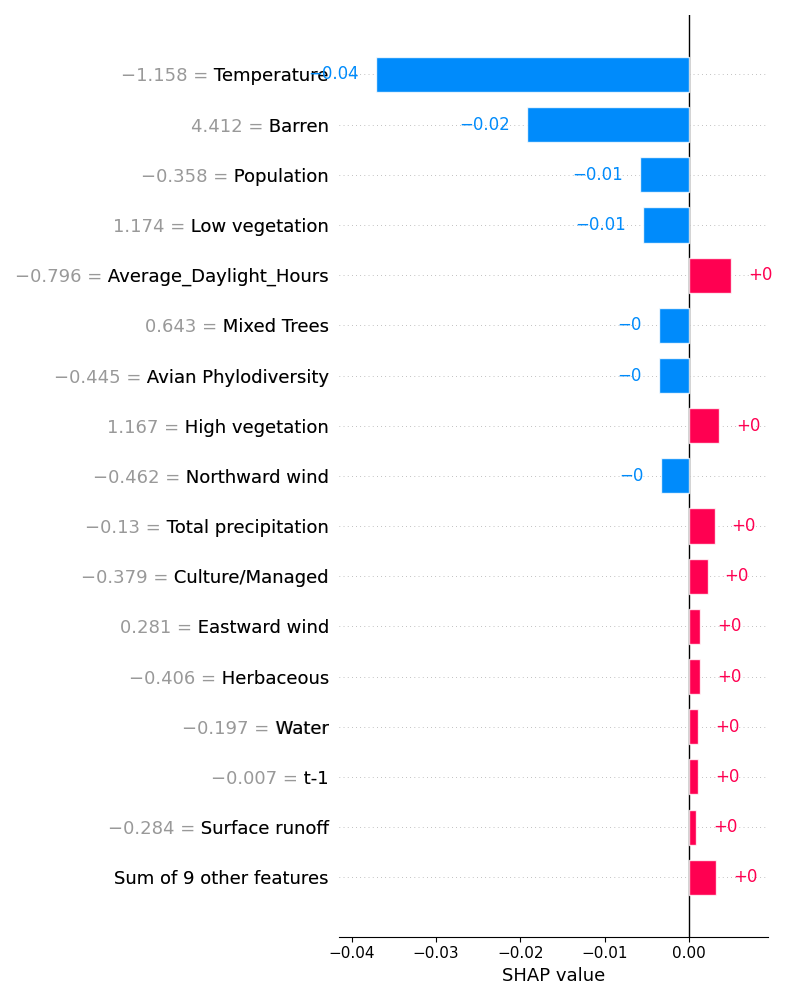 −1.158 = Temperature −0.04
4.412 = Barren −0.02
−0.358 = Population −0.01
1.174 = Low vegetation −0.01
−0.796 = Average_Daylight_Hours +0
0.643 = Mixed Trees −0
−0.445 = Avian Phylodiversity −0
1.167 = High vegetation +0
−0.462 = Northward wind −0
−0.13 = Total precipitation +0
−0.379 = Culture/Managed +0
0.281 = Eastward wind +0
−0.406 = Herbaceous +0
−0.197 = Water +0
−0.007 = t-1 +0
−0.284 = Surface runoff +0
Sum of 9 other features +0
−0.04 −0.03 −0.02 −0.01 0.00
SHAP value